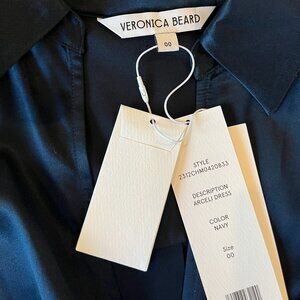 VERONICA BEARD
00
STYLE
2312CHM0420833
DESCRIPTION
ARCELI DRESS
COLOR
NAVY
Size
00